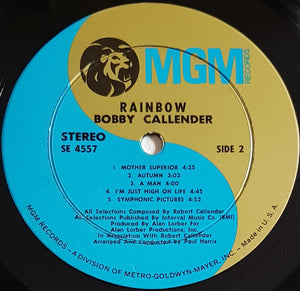 MGM
RECORDS
RAINBOW
BOBBY CALLENDER
STEREO
SE 4557
SIDE 2
1. MOTHER SUPERIOR 4:25
2. AUTUMN 3:02
3. A MAN 4:00
4. I'M JUST HIGH ON LIFE 4:45
5. SYMPHONIC PICTURES 5:52
All Selections Composed By Robert Callender
All Selections Published By Interval Music Co. (BMI)
Produced By Alan Lorber For
Alan Lorber Productions, Inc.
In Association With Robert Callender
Arranged And Conducted By Paul Harris
MGM RECORDS - A DIVISION OF METRO-GOLDWYN-MAYER, INC. - Made in U.S.A.